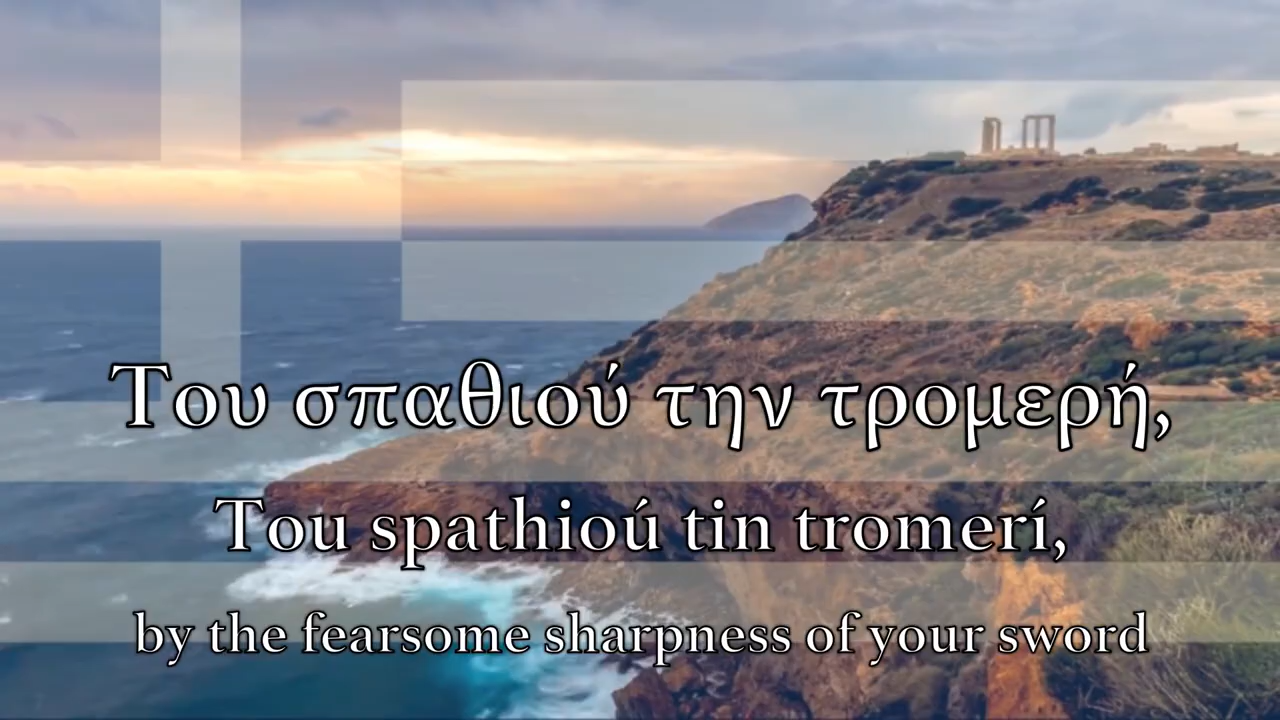 Του σπαθιού την τρομερή,
Tou spathioú tin tromerí,
by the fearsome sharpness of your sword